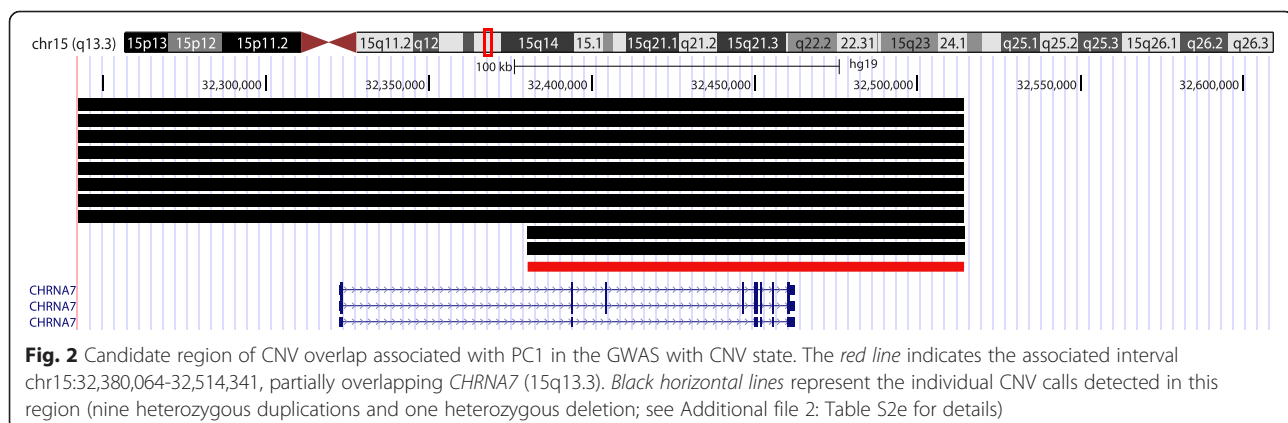 chr15 (q13.3) 15p13 15p12 15p11.2 15q11.2 q12 15q14 15.1 15q21.1 q21.2 15q21.3 q22.2 22.31 15q23 24.1 q25.1 q25.2 q25.3 15q26.1 q26.2 q26.3
100 kb hg19
32,300,000 32,350,000 32,400,000 32,450,000 32,500,000 32,550,000 32,600,000
CHRNA7
CHRNA7
CHRNA7
Fig. 2 Candidate region of CNV overlap associated with PC1 in the GWAS with CNV state. The red line indicates the associated interval
chr15:32,380,064-32,514,341, partially overlapping CHRNA7 (15q13.3). Black horizontal lines represent the individual CNV calls detected in this
region (nine heterozygous duplications and one heterozygous deletion; see Additional file 2: Table S2e for details)